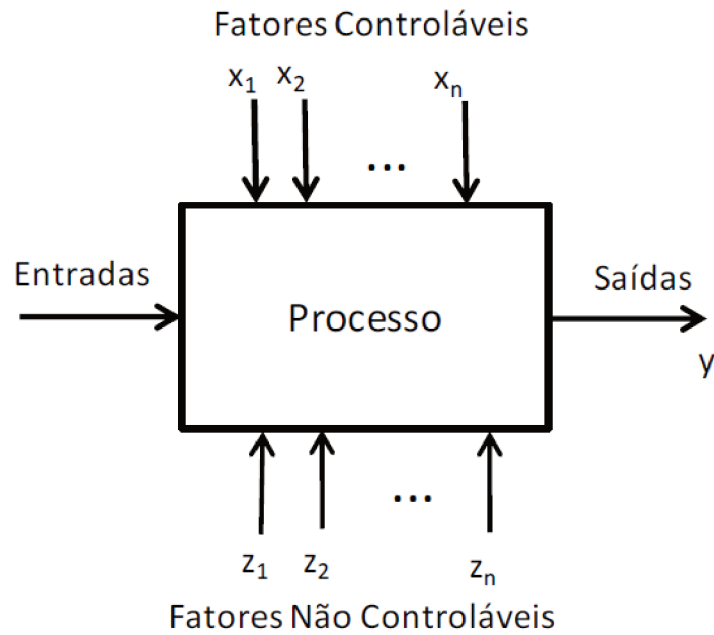 Fatores Controláveis
x1 x2 ... xn
Entradas
Processo
Saídas
y
...
z1 z2 zn
Fatores Não Controláveis